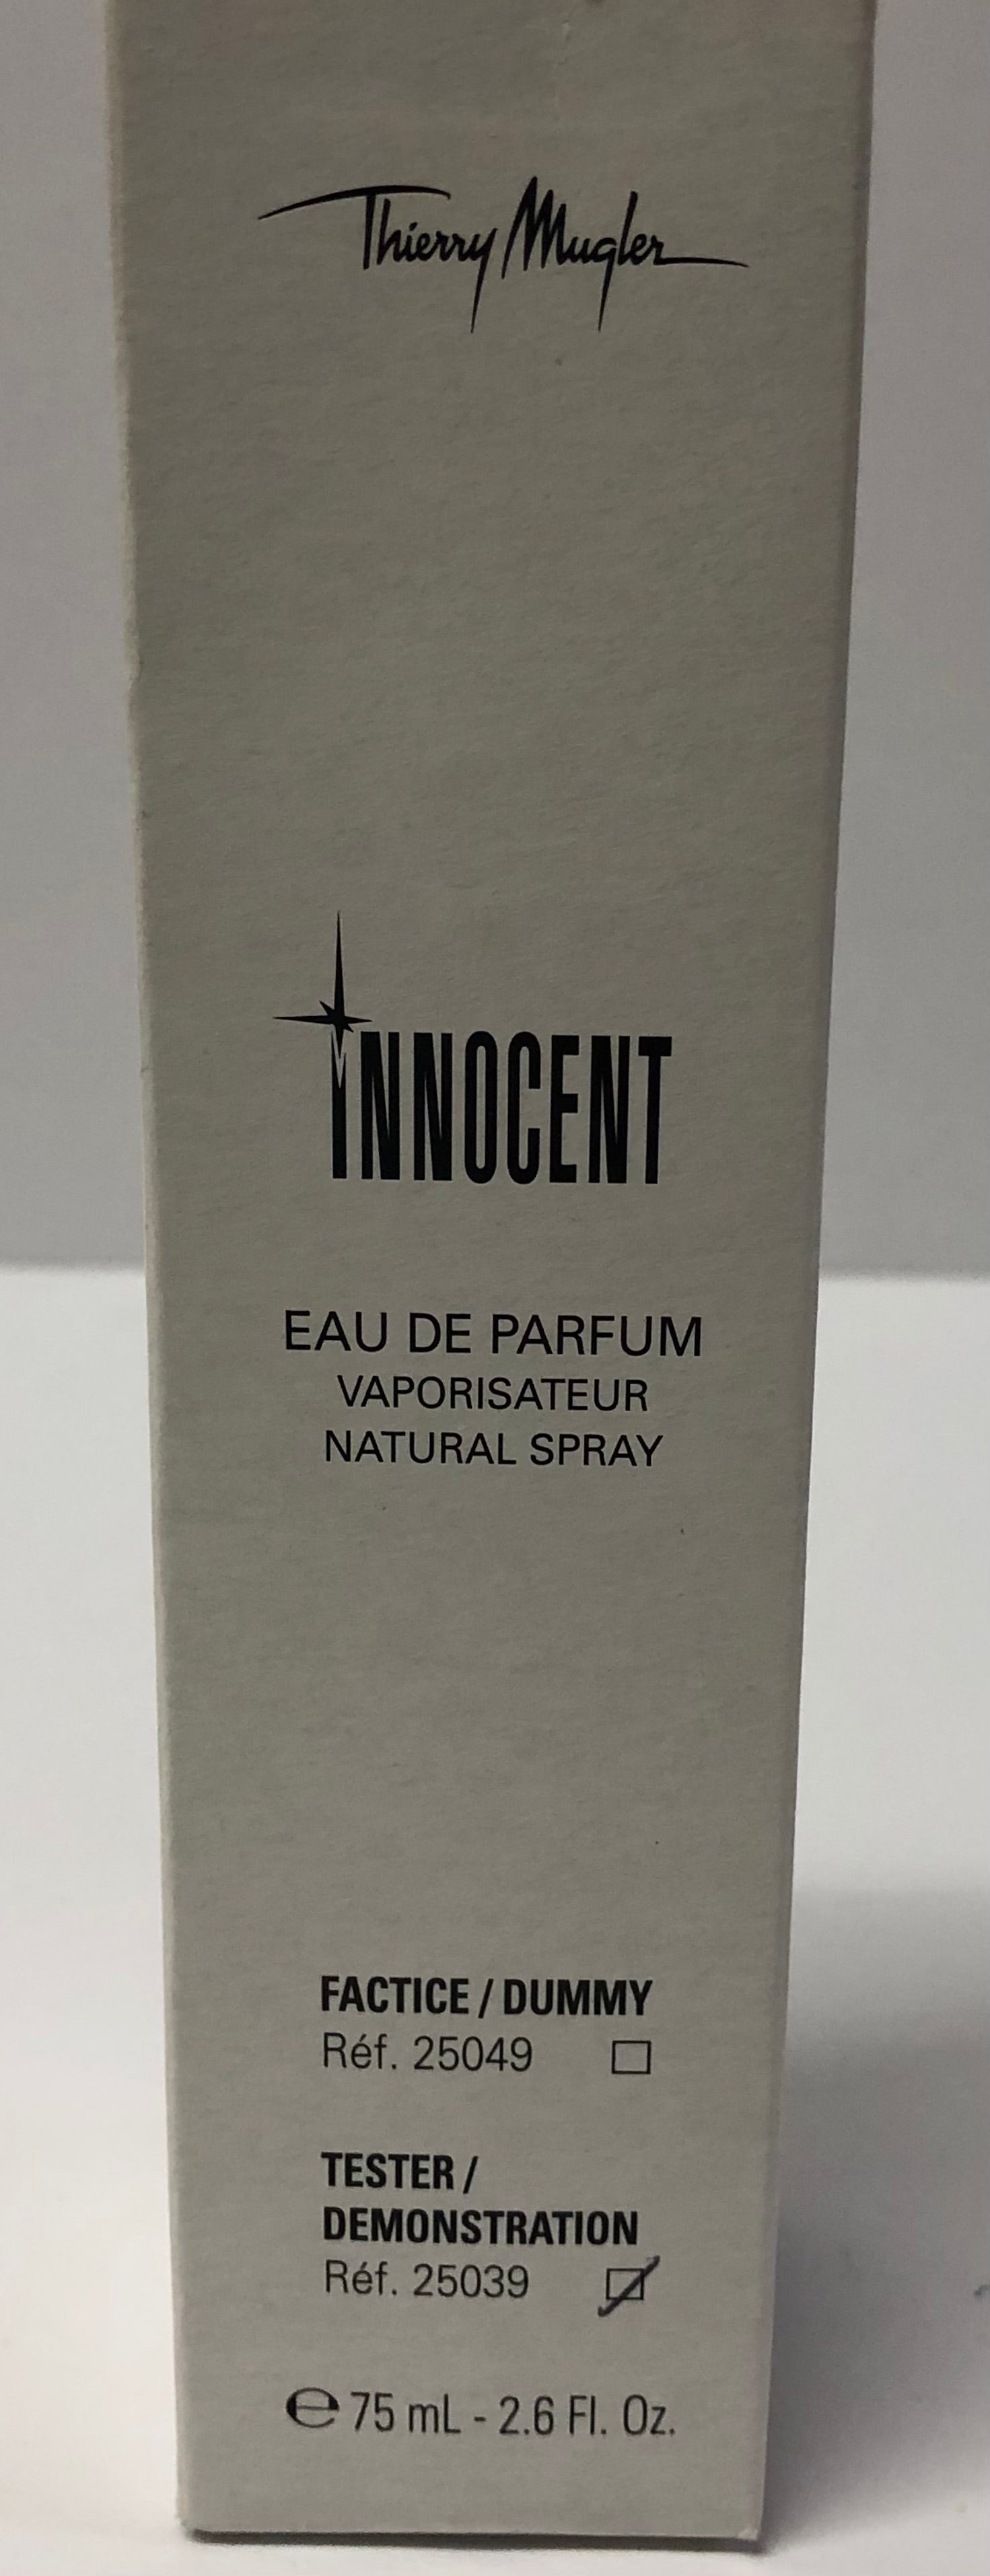 Thierry Mugler
INNOCENT
EAU DE PARFUM
VAPORISATEUR
NATURAL SPRAY
FACTICE / DUMMY
Réf. 25049 ☐
TESTER /
DEMONSTRATION
Réf. 25039 ☑
℮ 75 mL - 2.6 Fl. Oz.